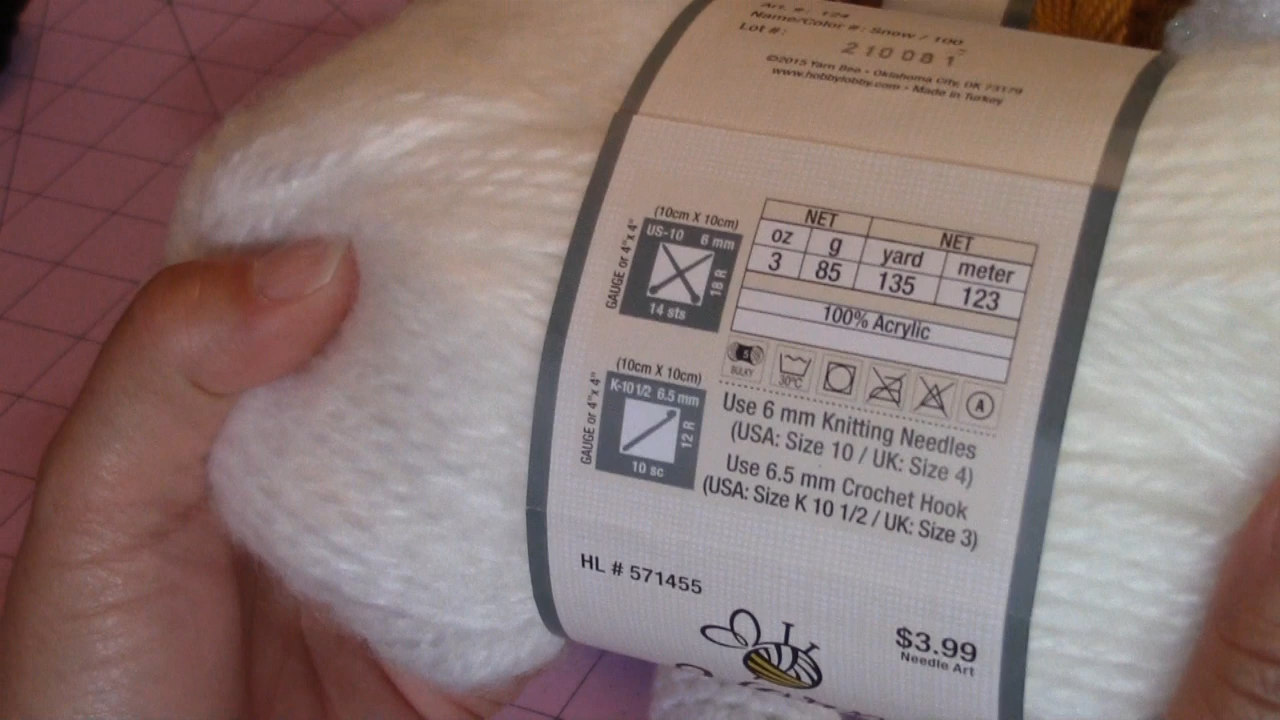 Art. #: 124
Name/Color #: Snow / 100
Lot #:
210081
©2015 Yarn Bee • Oklahoma City, OK 73179
www.hobbylobby.com • Made in Turkey
(10cm X 10cm)
GAUGE or 4"x 4"
US-10 6 mm
18 R
14 sts
NET NET
oz g yard meter
3 85 135 123
100% Acrylic
(10cm X 10cm)
GAUGE or 4"x 4"
K-10 1/2 6.5 mm
12 R
10 sc
5
BULKY
30°C
A
Use 6 mm Knitting Needles
(USA: Size 10 / UK: Size 4)
Use 6.5 mm Crochet Hook
(USA: Size K 10 1/2 / UK: Size 3)
HL # 571455
$3.99
Needle Art